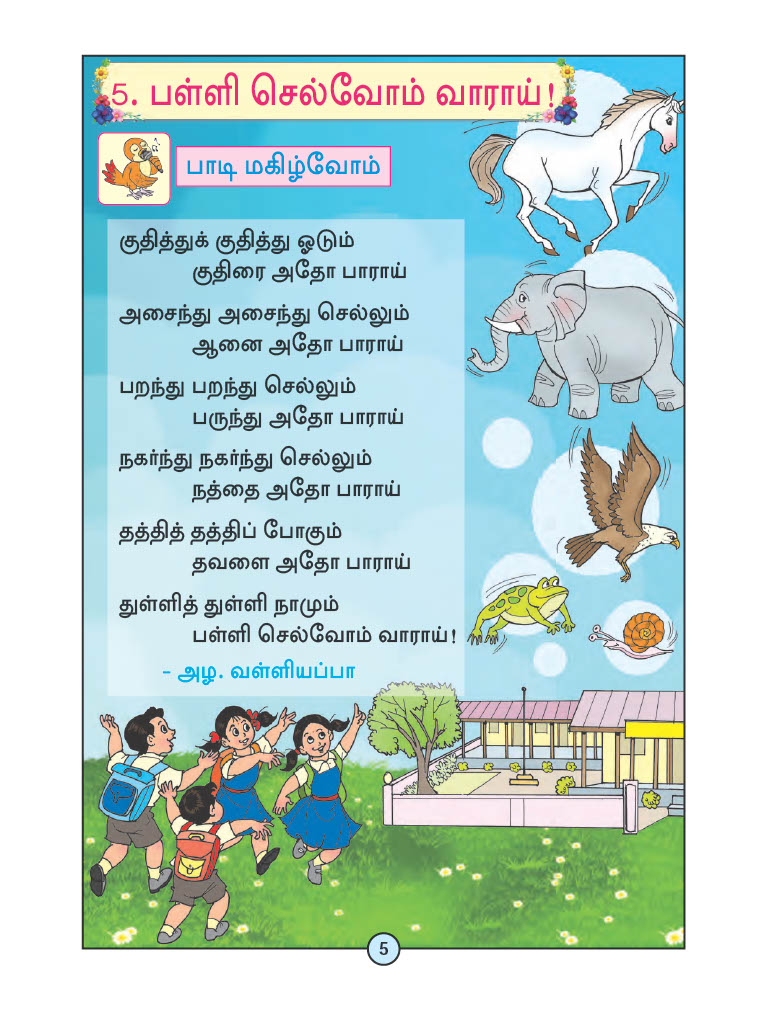 5. பள்ளி செல்வோம் வாராய்!
பாடி மகிழ்வோம்
குதித்துக் குதித்து ஓடும்
குதிரை அதோ பாராய்
அசைந்து அசைந்து செல்லும்
ஆனை அதோ பாராய்
பறந்து பறந்து செல்லும்
பருந்து அதோ பாராய்
நகர்ந்து நகர்ந்து செல்லும்
நத்தை அதோ பாராய்
தத்தித் தத்திப் போகும்
தவளை அதோ பாராய்
துள்ளித் துள்ளி நாமும்
பள்ளி செல்வோம் வாராய்!
- அழ. வள்ளியப்பா
5